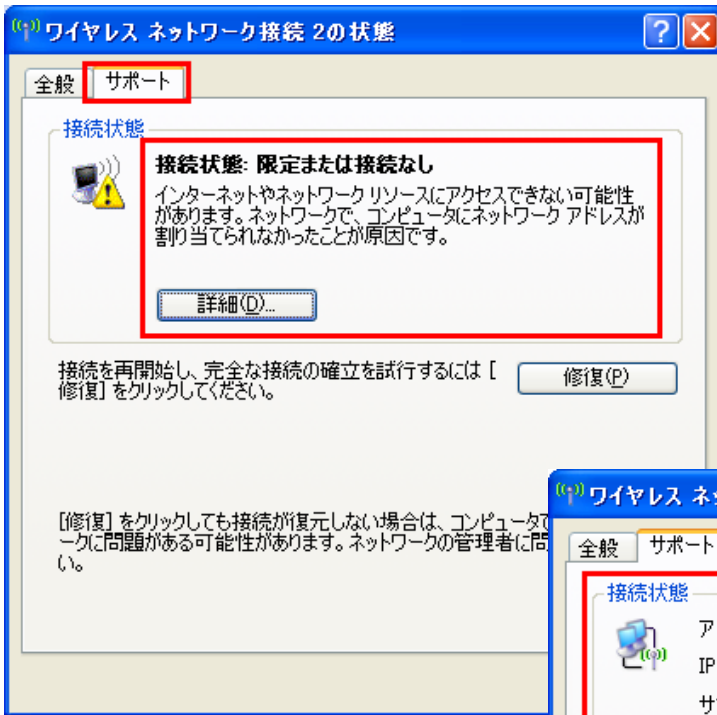 ワイヤレス ネットワーク接続 2の状態
全般
サポート
接続状態
接続状態: 限定または接続なし
インターネットやネットワーク リソースにアクセスできない可能性
があります。ネットワークで、コンピュータにネットワーク アドレスが
割り当てられなかったことが原因です。
詳細(D)...
接続を再開始し、完全な接続の確立を試行するには [
修復] をクリックしてください。
修復(P)
[修復] をクリックしても接続が復元しない場合は、コンピュータで
ークに問題がある可能性があります。ネットワークの管理者に問
い。
ワイヤレス ネッ
全般
サポート
接続状態
ア
IP
サ